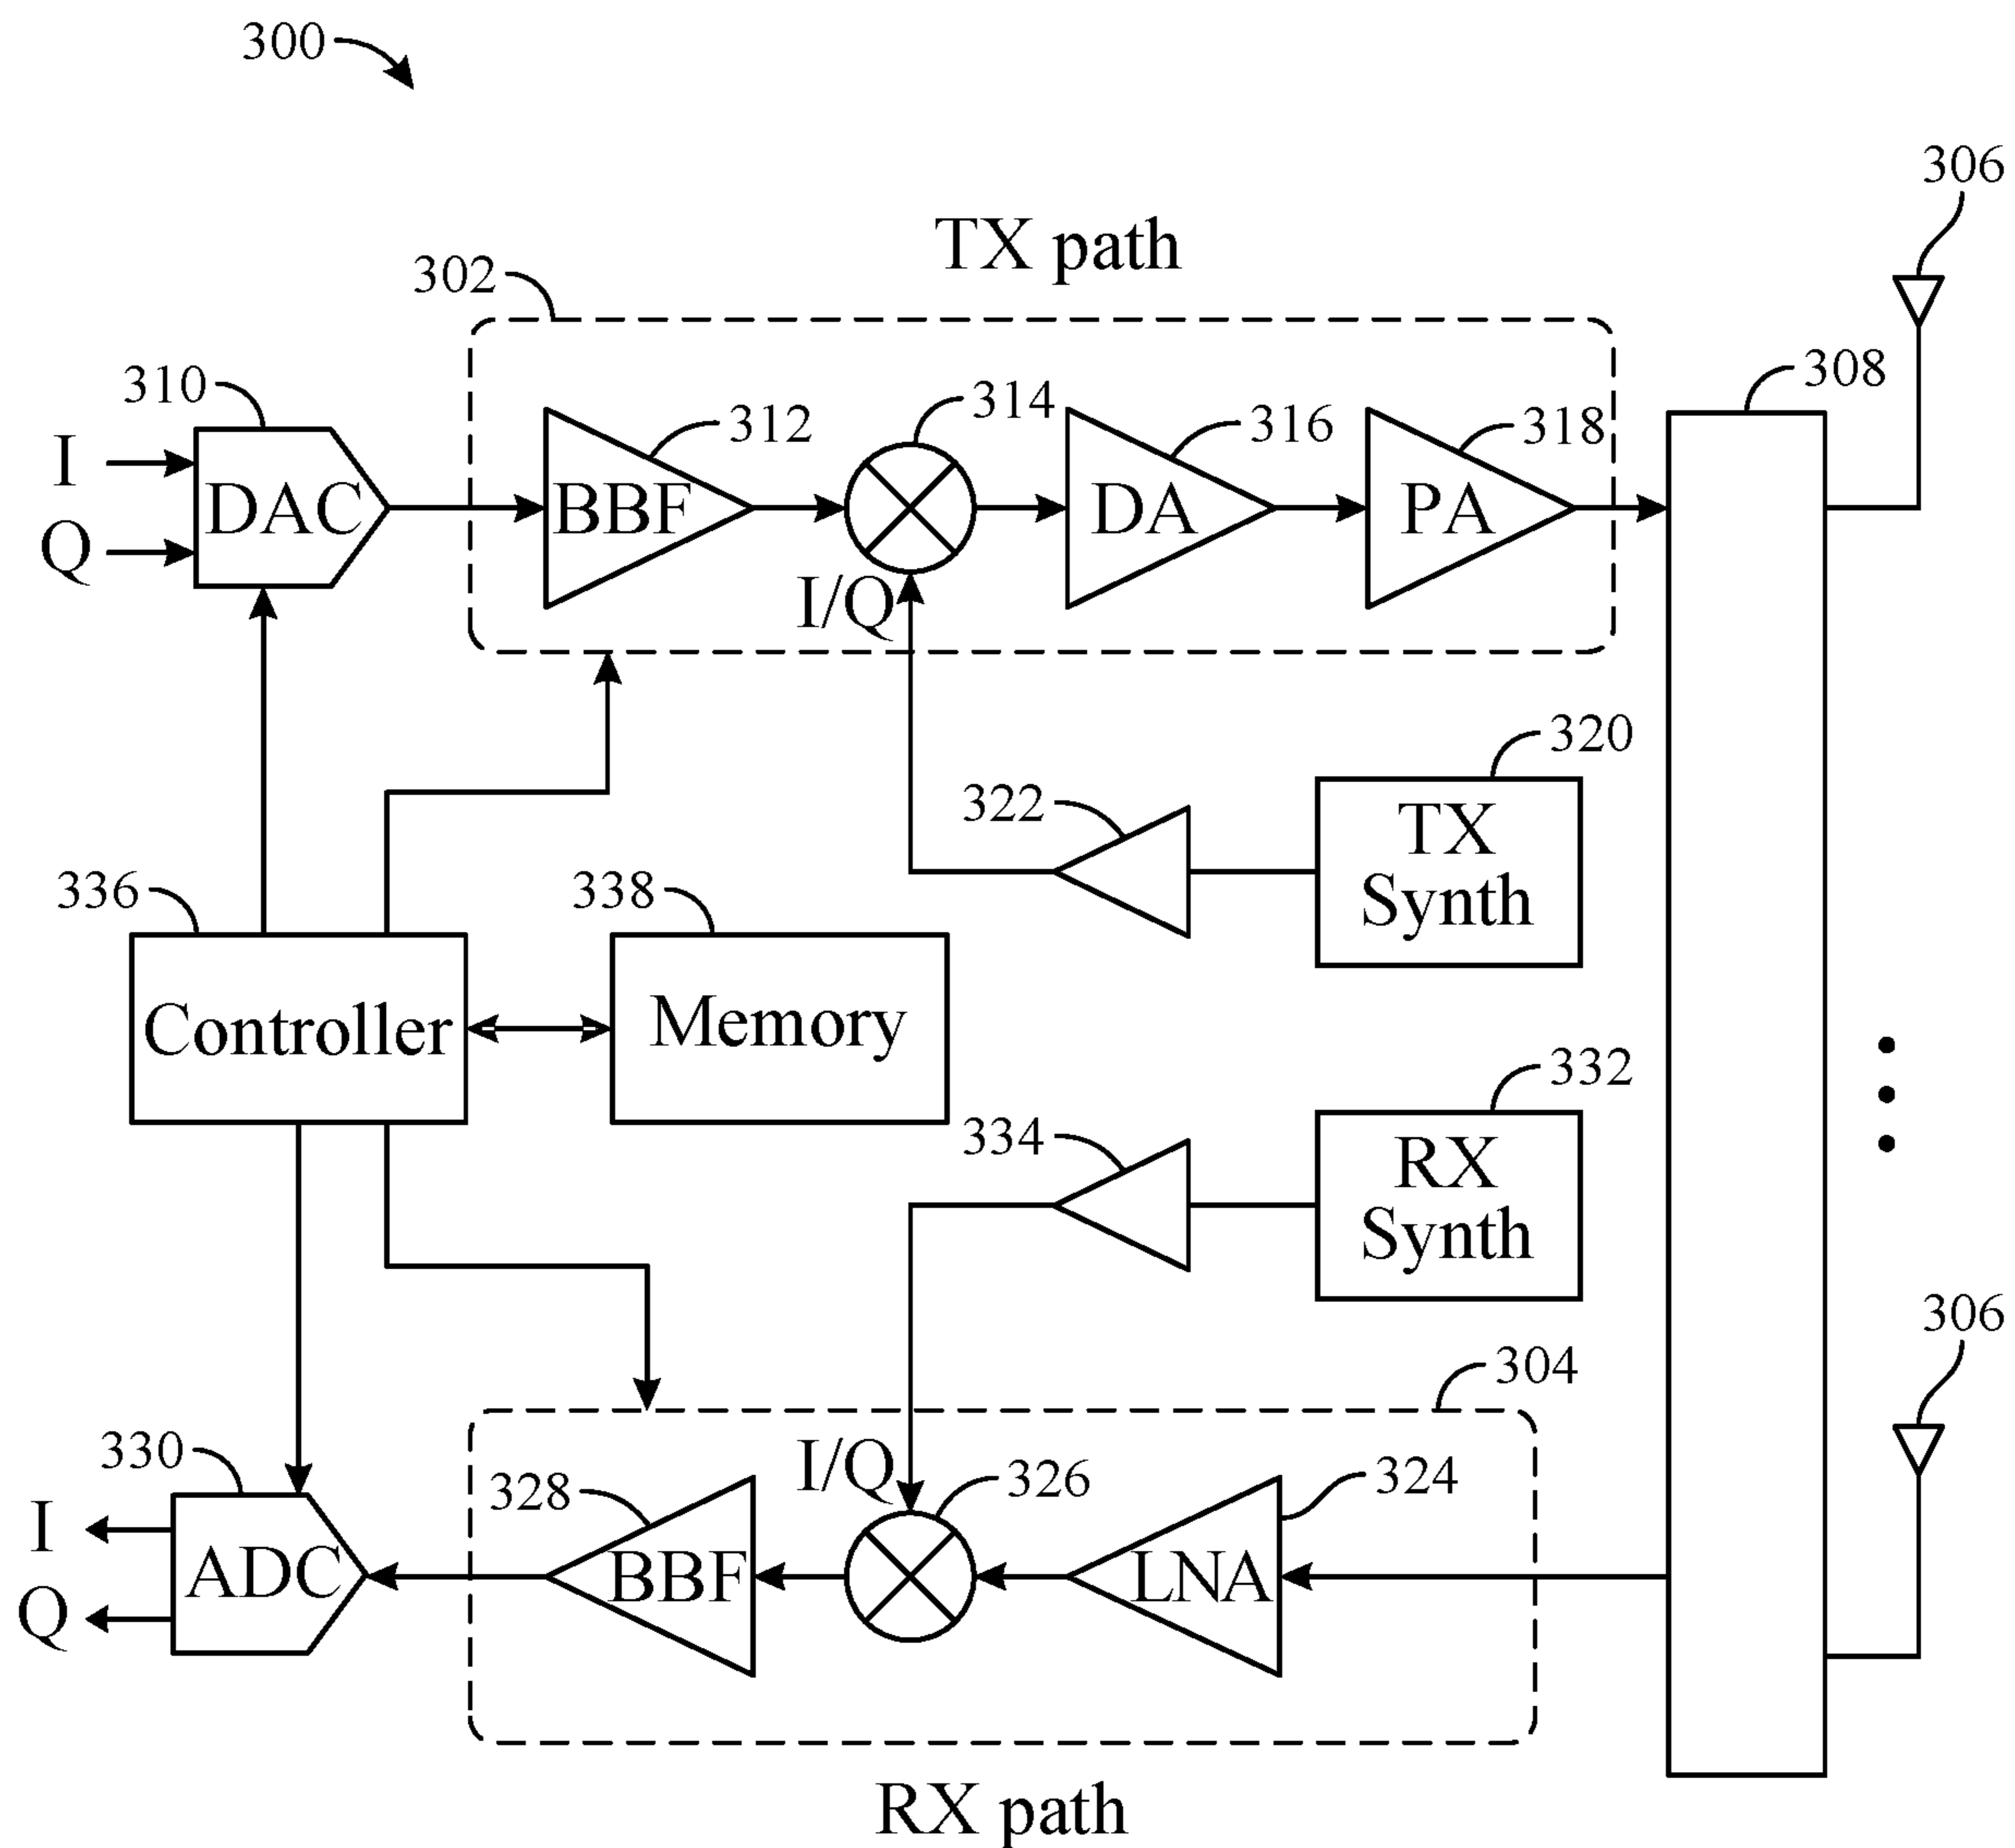 300
306
TX path
302
310
308
312
314
316
318
I
Q
DAC
BBF
DA
PA
I/Q
320
322
TX
Synth
336
338
Controller
Memory
332
334
RX
Synth
306
304
330
328
I/Q
326
324
I
Q
ADC
BBF
LNA
RX path